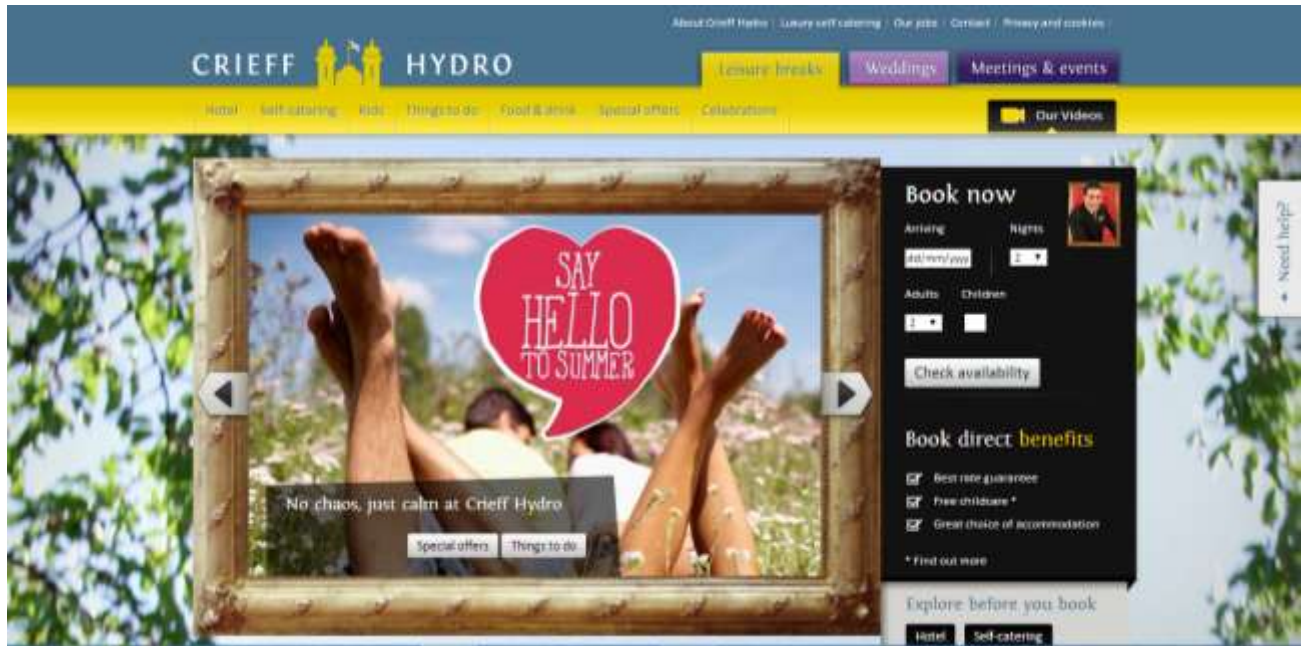 About Crieff Hydro Luxury self catering Our jobs Contact Privacy and cookies
CRIEFF HYDRO
Leisure breaks Weddings Meetings & events
Hotel Self-catering Kids Things to do Food & drink Special offers Celebrations
Our Videos
Book now
Arriving Nights
dd/mm/yyyy 2
Adults Children
2
Check availability
SAY
HELLO
TO SUMMER
No chaos, just calm at Crieff Hydro
Special offers Things to do
Book direct benefits
Best rate guarantee
Free childcare *
Great choice of accommodation
* Find out more
Explore before you book
Hotel Self-catering
Need help?